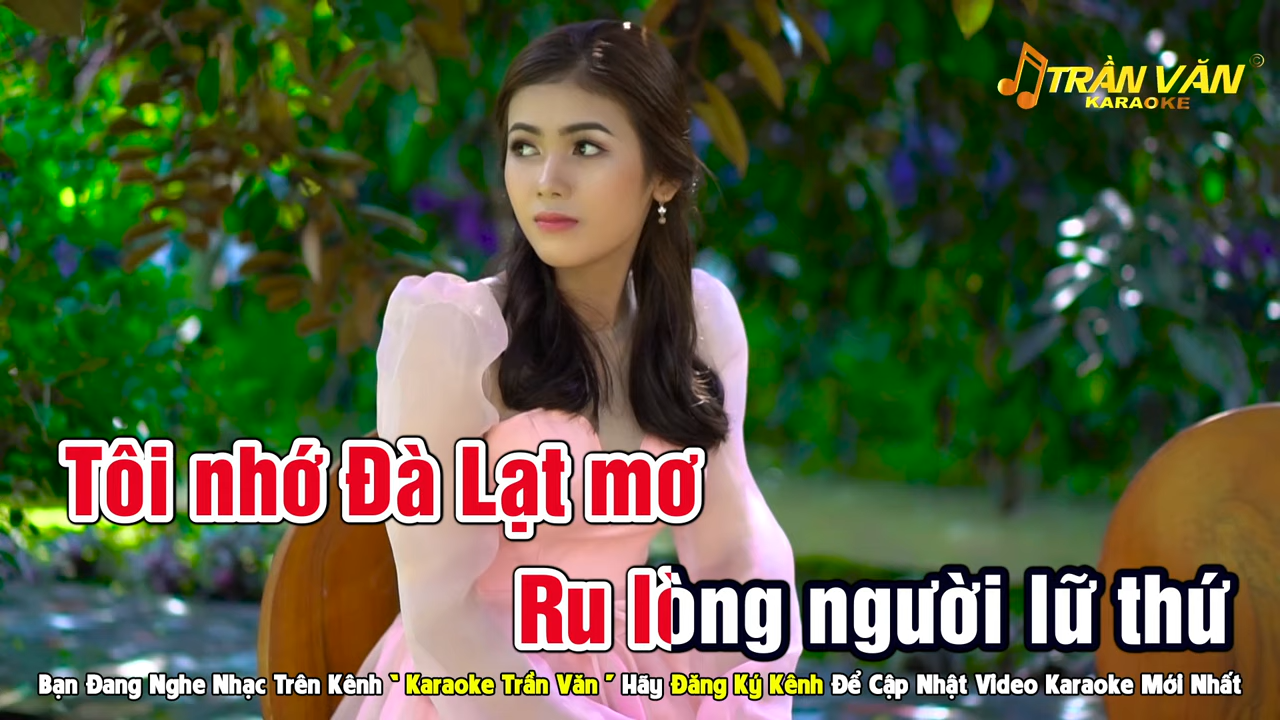 TRẦN VĂN ©
KARAOKE
Tôi nhớ Đà Lạt mơ
Ru lòng người lữ thứ
Bạn Đang Nghe Nhạc Trên Kênh ` Karaoke Trần Văn ´ Hãy Đăng Ký Kênh Để Cập Nhật Video Karaoke Mới Nhất